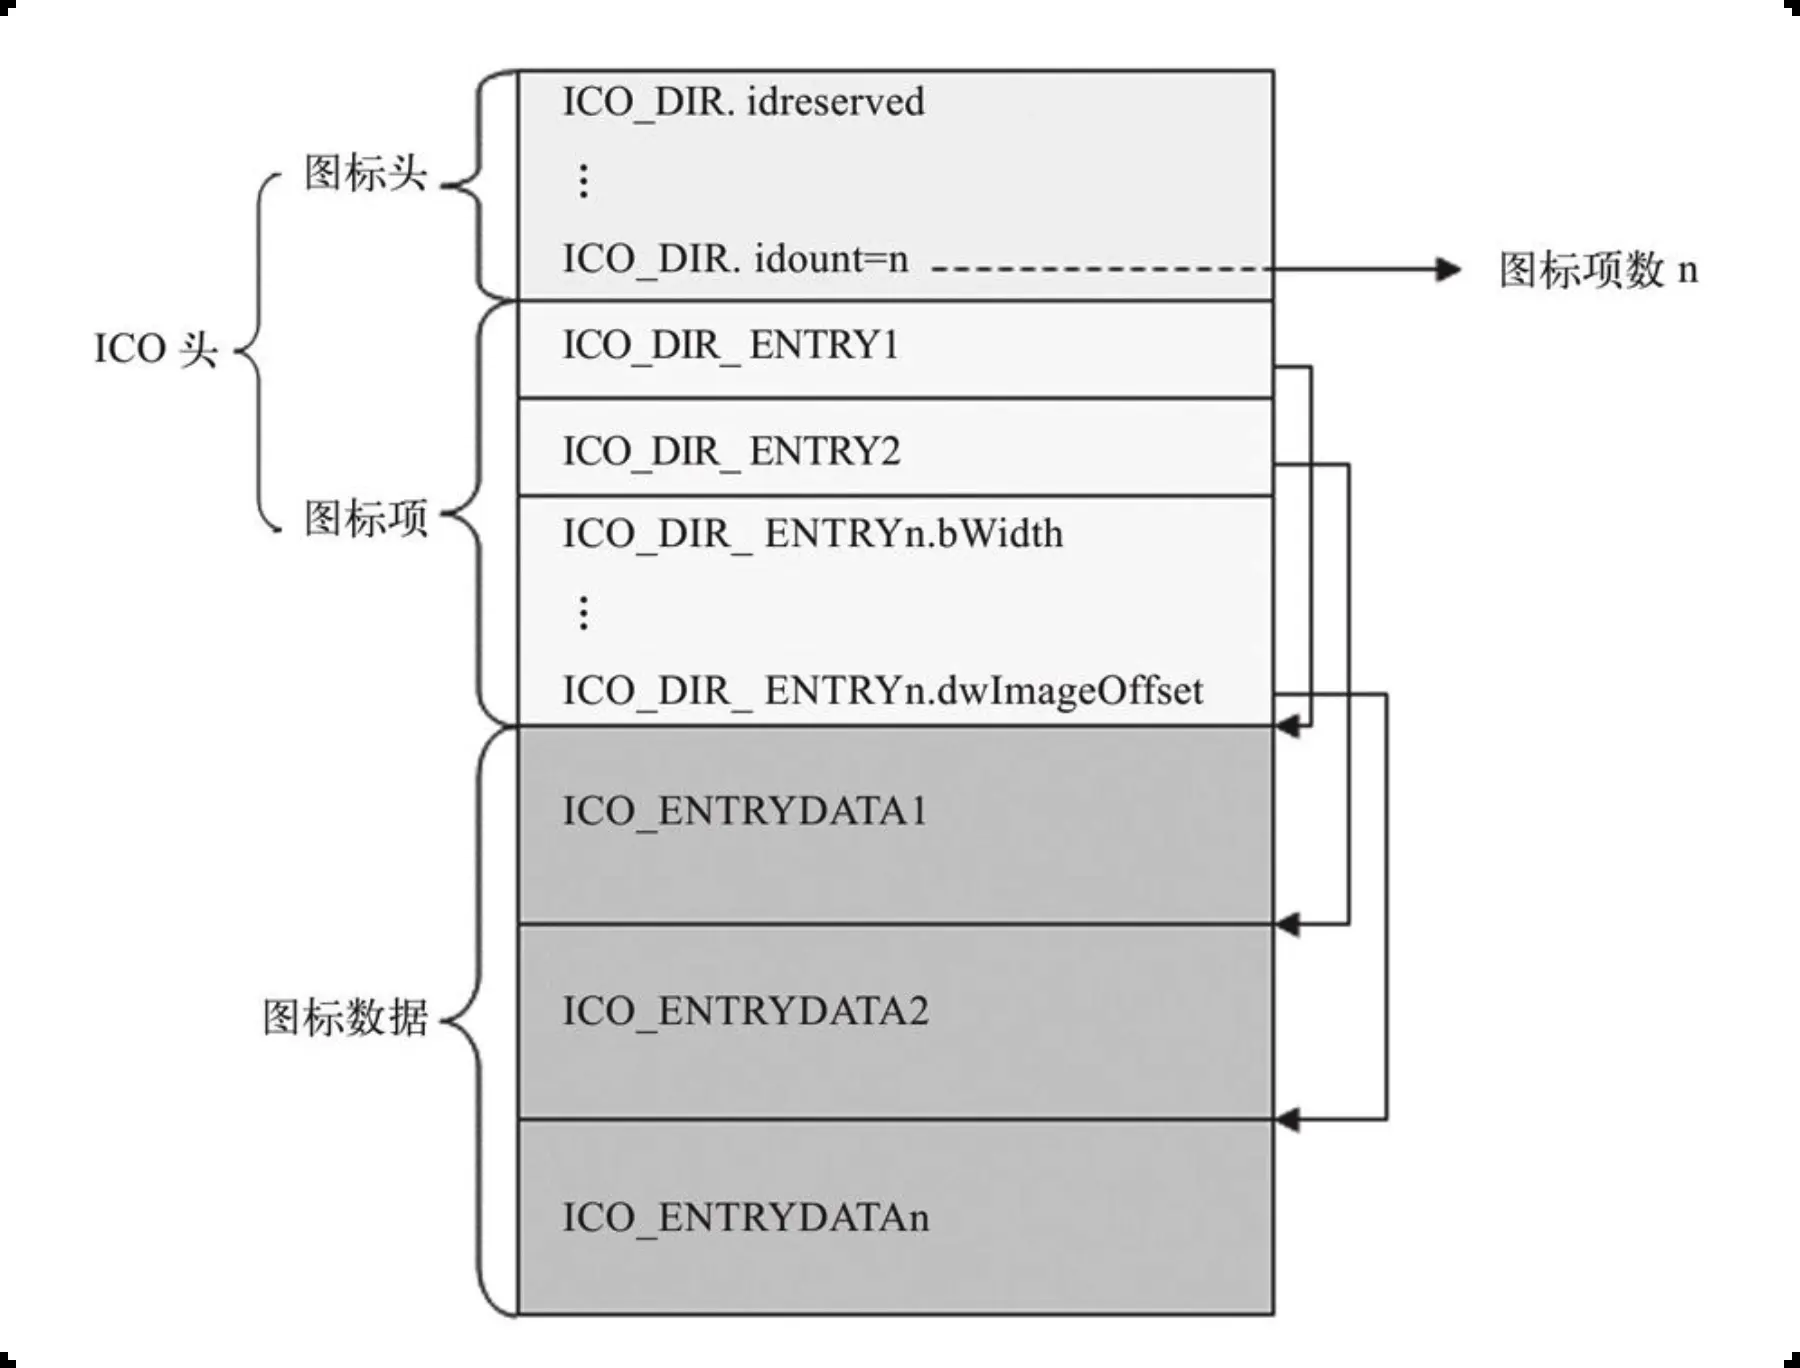 ICO_DIR. idreserved
图标头
⋮
ICO_DIR. idount=n
图标项数 n
ICO 头
ICO_DIR_ ENTRY1
ICO_DIR_ ENTRY2
图标项
ICO_DIR_ ENTRYn.bWidth
⋮
ICO_DIR_ ENTRYn.dwImageOffset
ICO_ENTRYDATA1
图标数据
ICO_ENTRYDATA2
ICO_ENTRYDATAn